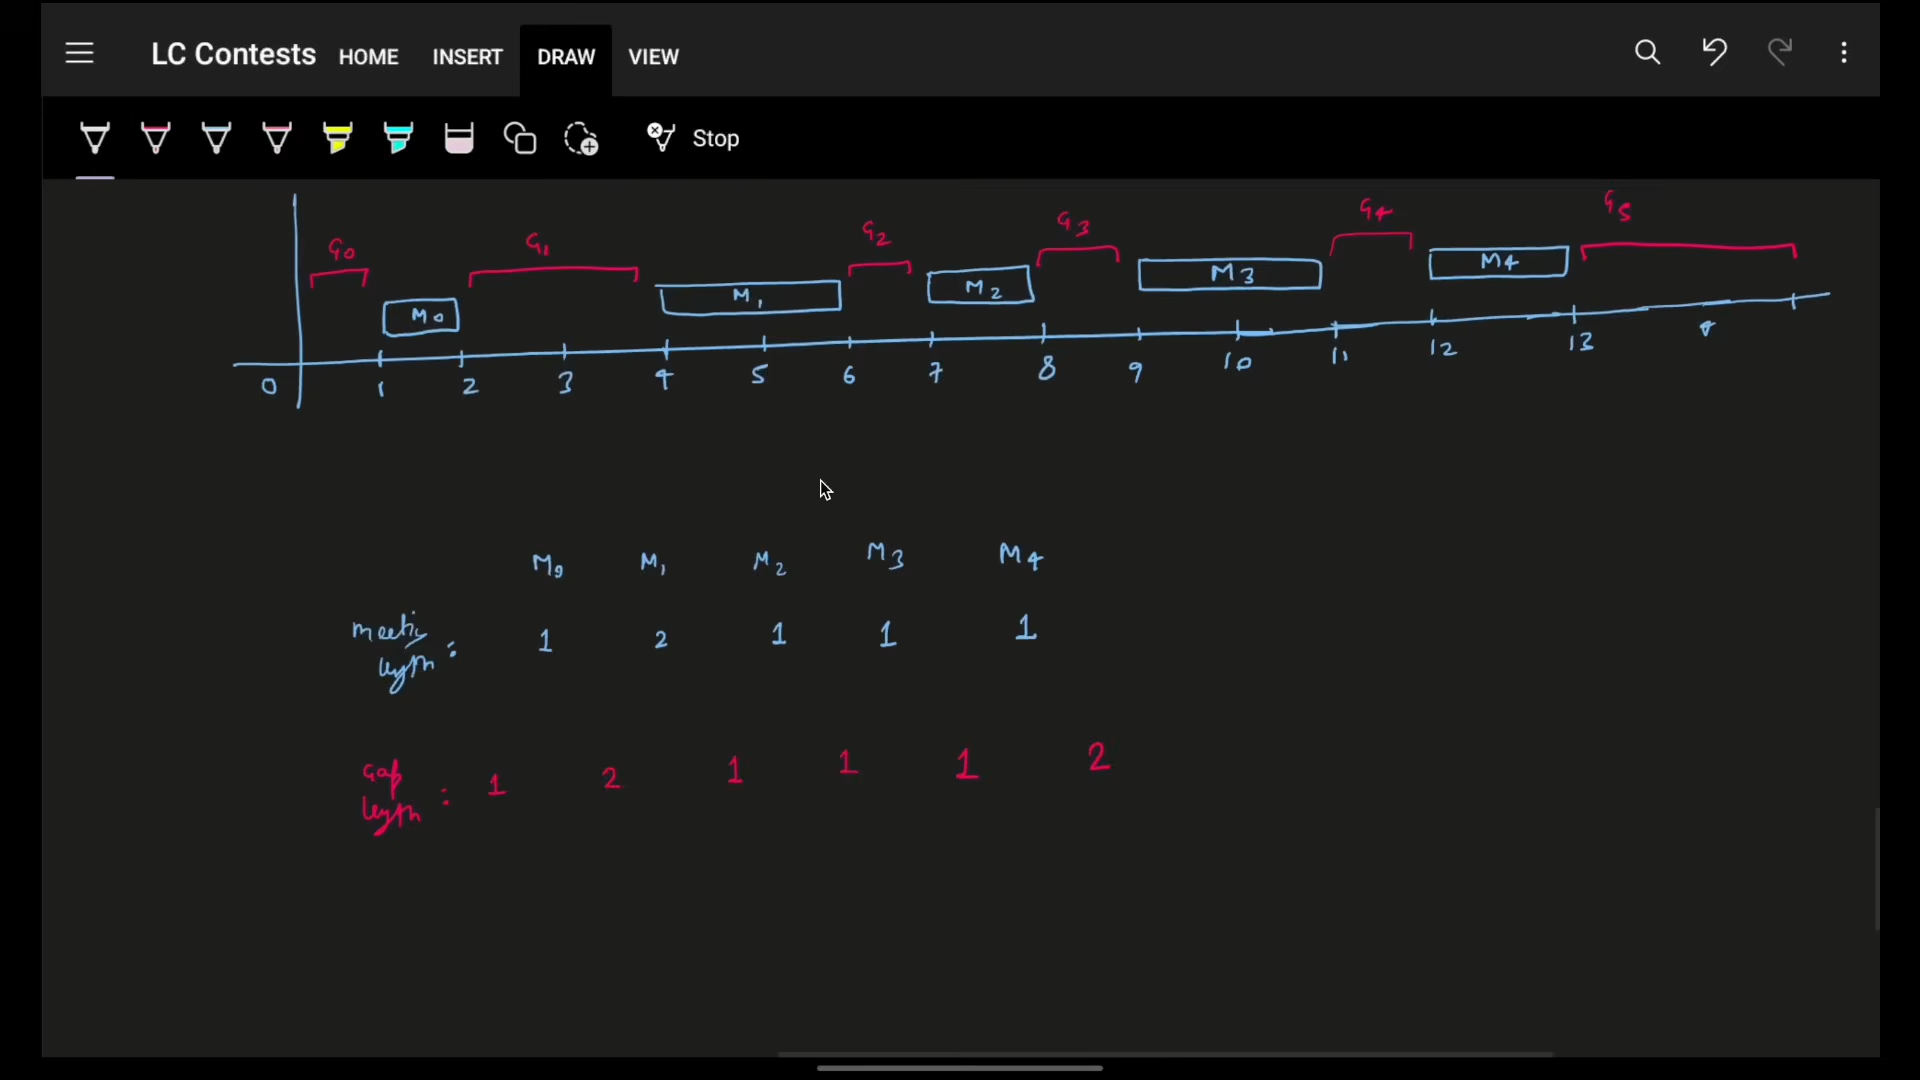 LC Contests HOME INSERT DRAW VIEW
Stop
G0 G1 G2 G3 G4 G5
M0 M1 M2 M3 M4
0 1 2 3 4 5 6 7 8 9 10 11 12 13
M0 M1 M2 M3 M4
meeting
length : 1 2 1 1 1
Gap
length : 1 2 1 1 1 2